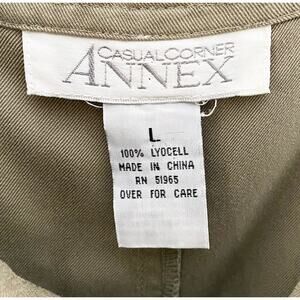 CASUAL CORNER
ANNEX
L
100% LYOCELL
MADE IN CHINA
RN 51965
OVER FOR CARE